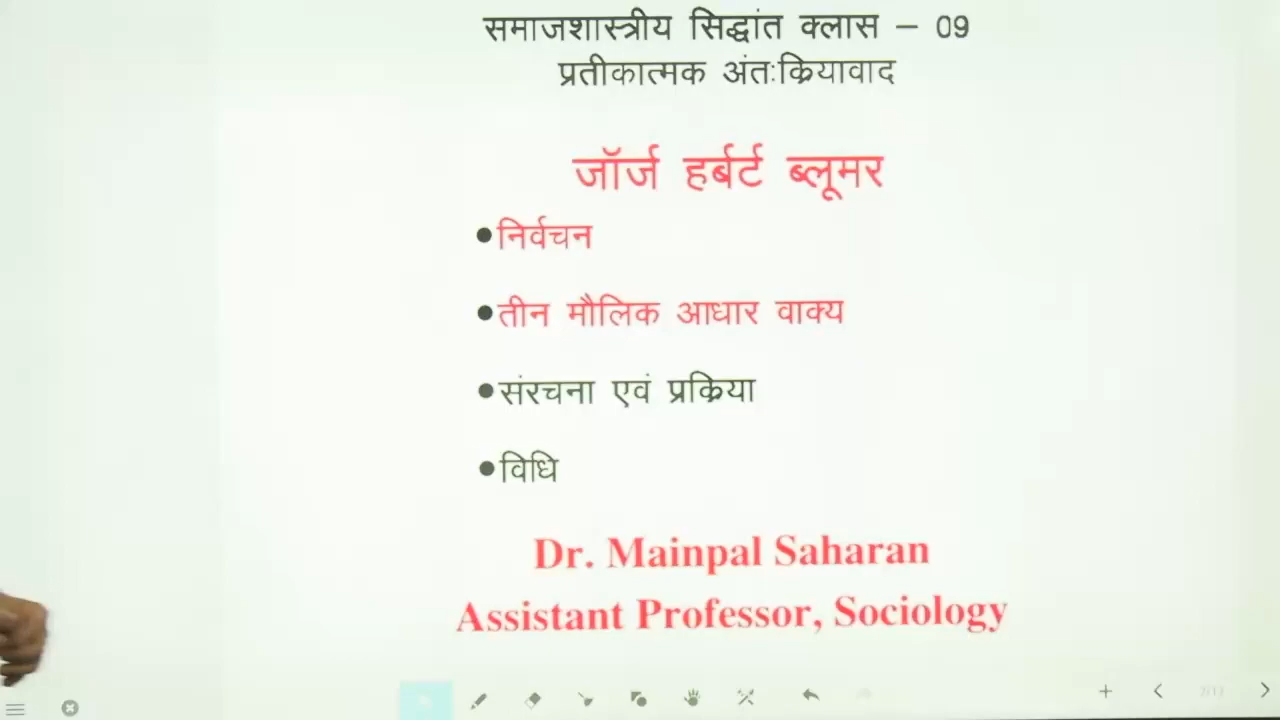 समाजशास्त्रीय सिद्धांत क्लास – 09
प्रतीकात्मक अंतःक्रियावाद
जॉर्ज हर्बर्ट ब्लूमर
•निर्वचन
•तीन मौलिक आधार वाक्य
•संरचना एवं प्रक्रिया
•विधि
Dr. Mainpal Saharan
Assistant Professor, Sociology